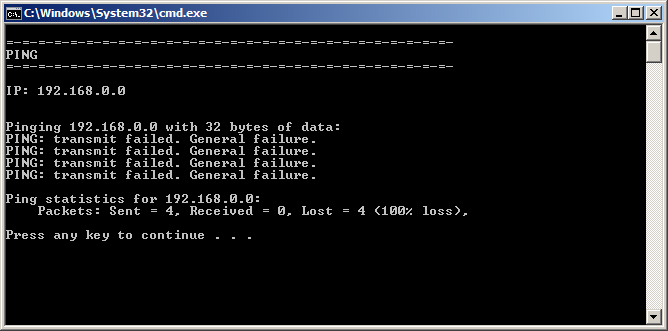 C:\Windows\System32\cmd.exe
=-=-=-=-=-=-=-=-=-=-=-=-=-=-=-=-=-=-=-=-=-=-=-=-=-=-=-=-
PING
=-=-=-=-=-=-=-=-=-=-=-=-=-=-=-=-=-=-=-=-=-=-=-=-=-=-=-=-
IP: 192.168.0.0
Pinging 192.168.0.0 with 32 bytes of data:
PING: transmit failed. General failure.
PING: transmit failed. General failure.
PING: transmit failed. General failure.
PING: transmit failed. General failure.
Ping statistics for 192.168.0.0:
    Packets: Sent = 4, Received = 0, Lost = 4 (100% loss),
Press any key to continue . . .